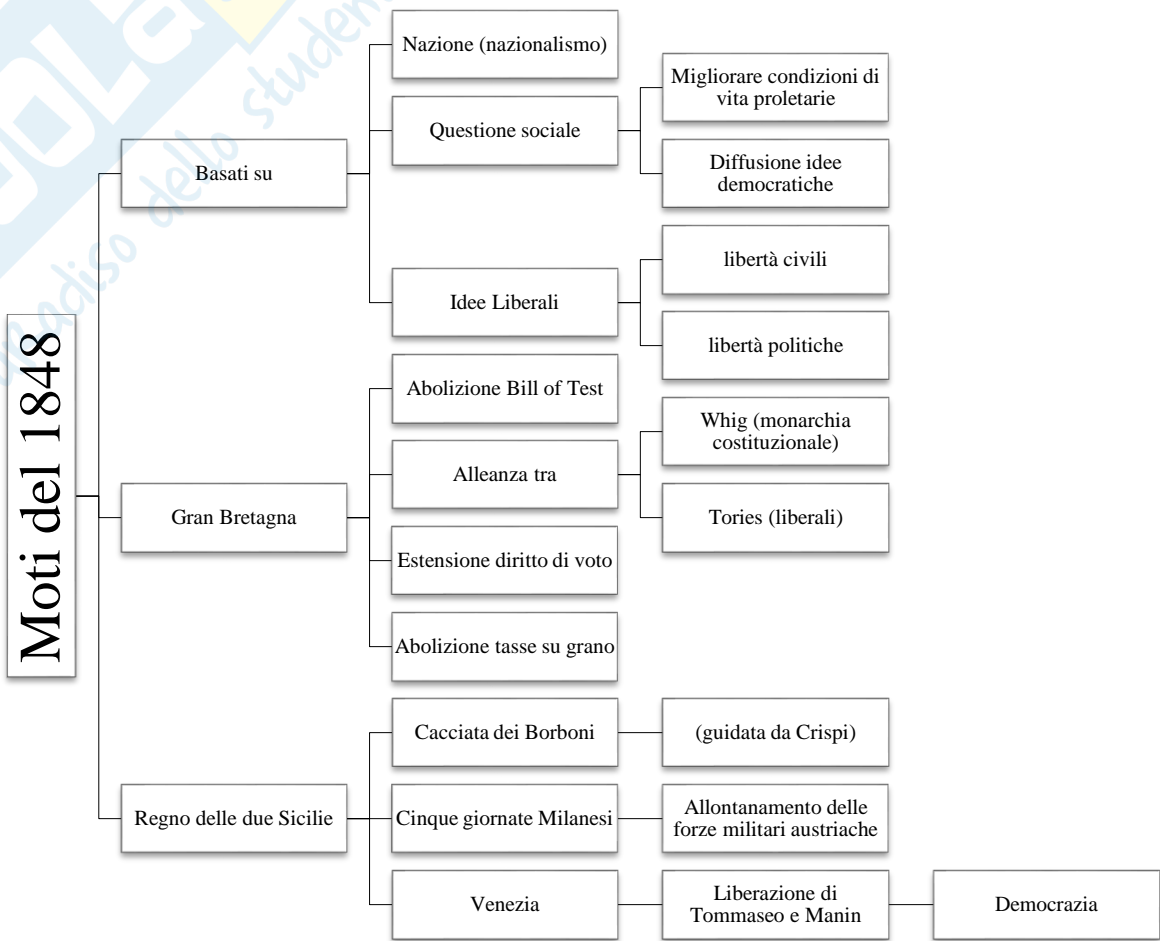 Moti del 1848
Basati su
Nazione (nazionalismo)
Questione sociale
Migliorare condizioni di
vita proletarie
Diffusione idee
democratiche
Idee Liberali
libertà civili
libertà politiche
Gran Bretagna
Abolizione Bill of Test
Alleanza tra
Whig (monarchia
costituzionale)
Tories (liberali)
Estensione diritto di voto
Abolizione tasse su grano
Regno delle due Sicilie
Cacciata dei Borboni
(guidata da Crispi)
Cinque giornate Milanesi
Allontanamento delle
forze militari austriache
Venezia
Liberazione di
Tommaseo e Manin
Democrazia
dello